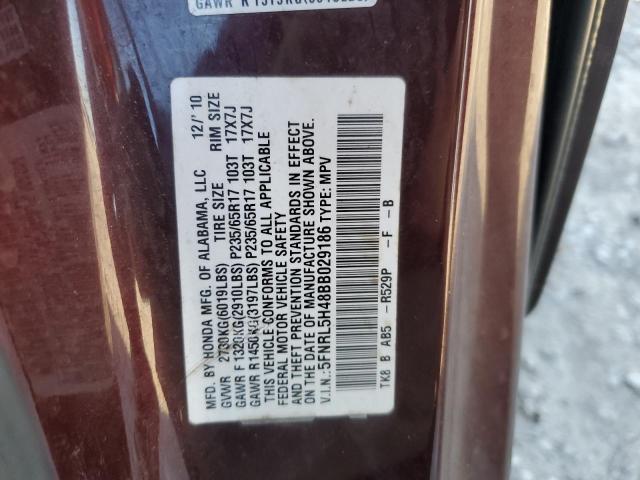 MFD. BY HONDA MFG. OF ALABAMA, LLC 12/'10
GVWR 2730KG(6019LBS) TIRE SIZE RIM SIZE
GAWR F 1320KG(2910LBS) P235/65R17 103T 17X7J
GAWR R 1450KG(3197LBS) P235/65R17 103T 17X7J
THIS VEHICLE CONFORMS TO ALL APPLICABLE
FEDERAL MOTOR VEHICLE SAFETY
AND THEFT PREVENTION STANDARDS IN EFFECT
ON THE DATE OF MANUFACTURE SHOWN ABOVE.
V.I.N.: 5FNRL5H48BB029186 TYPE: MPV
TK8 B AB5 -R529P -F -B
GAWR R